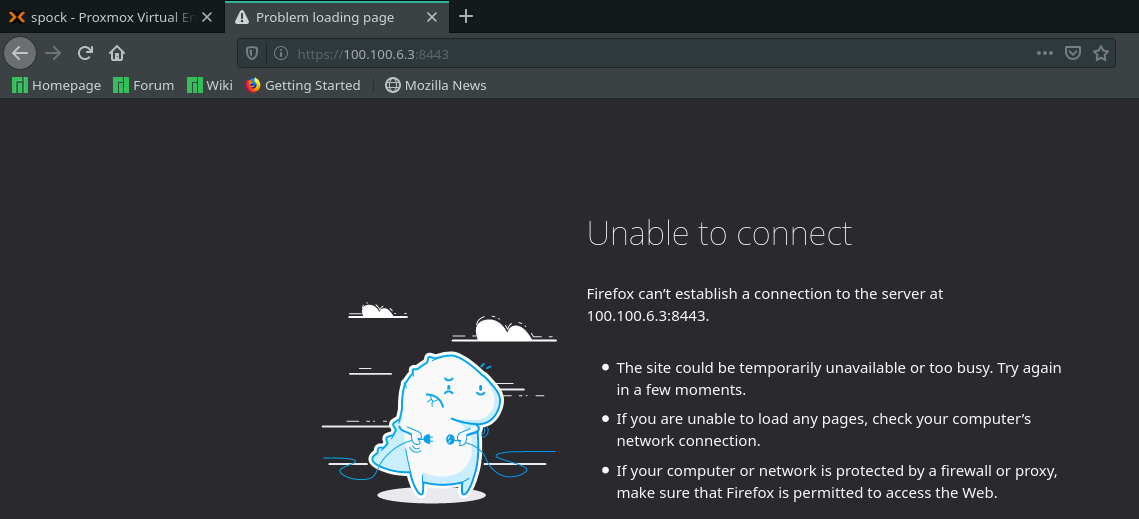 spock - Proxmox Virtual En
Problem loading page
https://100.100.6.3:8443
Homepage Forum Wiki Getting Started Mozilla News
Unable to connect
Firefox can’t establish a connection to the server at
100.100.6.3:8443.
The site could be temporarily unavailable or too busy. Try again
in a few moments.
If you are unable to load any pages, check your computer’s
network connection.
If your computer or network is protected by a firewall or proxy,
make sure that Firefox is permitted to access the Web.